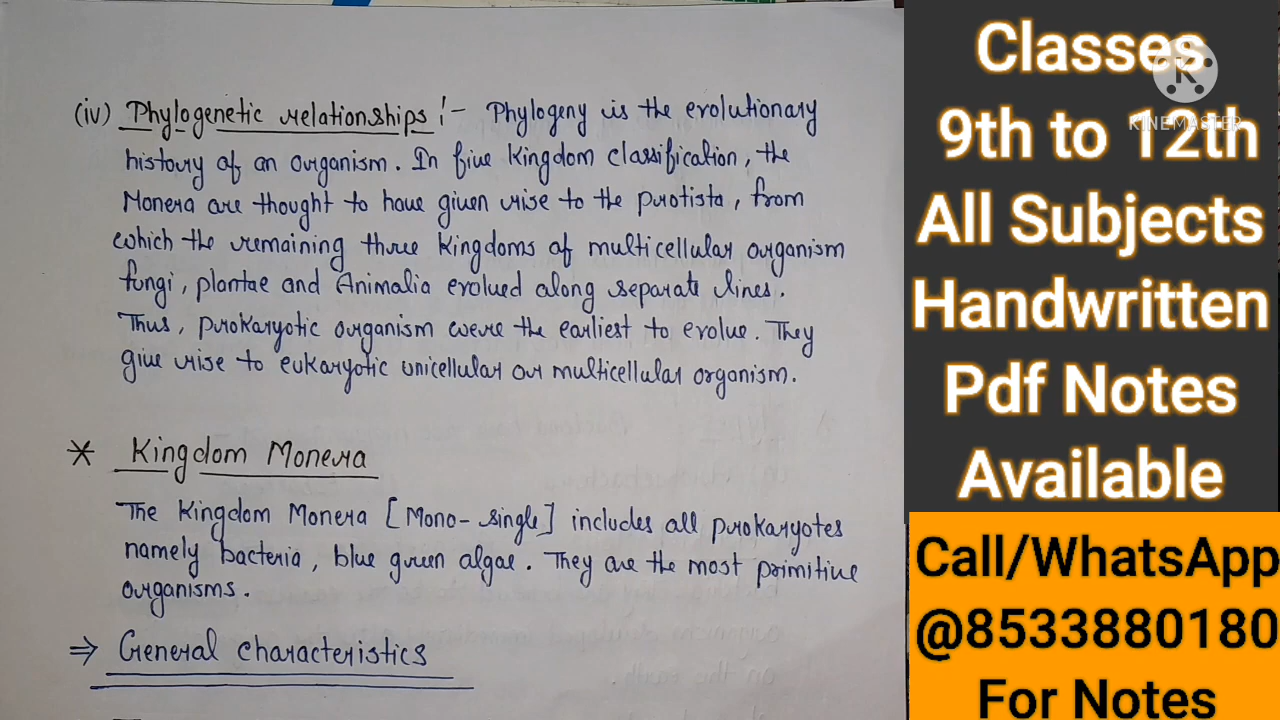 (iv) Phylogenetic relationships :- Phylogeny is the evolutionary
history of an organism. In five Kingdom classification, the
Monera are thought to have given rise to the protista, from
which the remaining three Kingdoms of multicellular organism
fungi, plantae and Animalia evolved along separate lines.
Thus, prokaryotic organism were the earliest to evolve. They
give rise to eukaryotic unicellular or multicellular organism.
* Kingdom Monera
The Kingdom Monera [Mono - single] includes all prokaryotes
namely bacteria, blue green algae. They are the most primitive
organisms.
⇒ General characteristics
Classes
9th to 12th
All Subjects
Handwritten
Pdf Notes
Available
Call/WhatsApp
@8533880180
For Notes
K
KINEMASTER